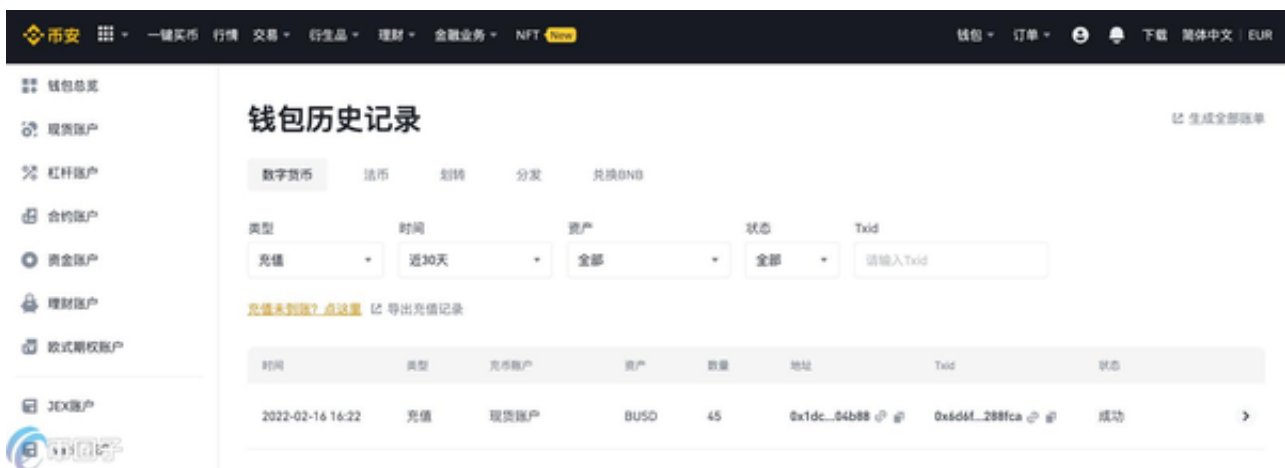 币安 一键买币 行情 交易 衍生品 理财 金融业务 NFT New 钱包 订单 下载 简体中文 | EUR
钱包总览
现货账户
杠杆账户
合约账户
资金账户
理财账户
欧式期权账户
JEX账户
钱包历史记录
生成全部账单
数字货币 法币 划转 分发 兑换BNB
类型 时间 资产 状态 Txid
充值 近30天 全部 全部 请输入Txid
充值未到账？点这里 导出充值记录
时间 类型 充币账户 资产 数量 地址 Txid 状态
2022-02-16 16:22 充值 现货账户 BUSD 45 0x1dc...04b88 0x6d6f...288fca 成功
币圈子